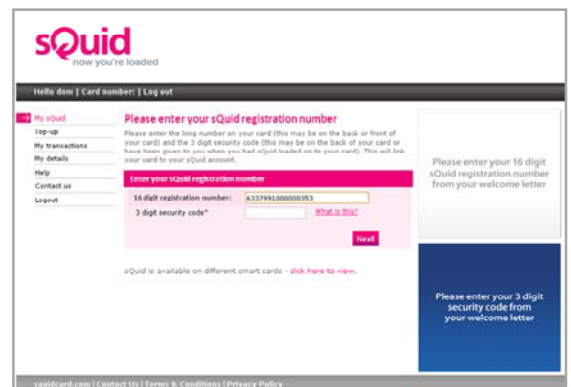 sQuid
now you're loaded
Hello dom | Card number: | Log out
My sQuid
Top-up
My transactions
My details
Help
Contact us
Logout
Please enter your sQuid registration number
Please enter the long number on your card (this may be on the back or front of
your card) and the 3 digit security code (this may be on the back of your card or
have been given to you when you had sQuid loaded on to your card). This will link
your card to your sQuid account.
Enter your sQuid registration number
16 digit registration number: 6337991000000353
3 digit security code* What is this?
Next
sQuid is available on different smart cards - click here to view.
Please enter your 16 digit
sQuid registration number
from your welcome letter
Please enter your 3 digit
security code from
your welcome letter
squidcard.com | Contact Us | Terms & Conditions | Privacy Policy